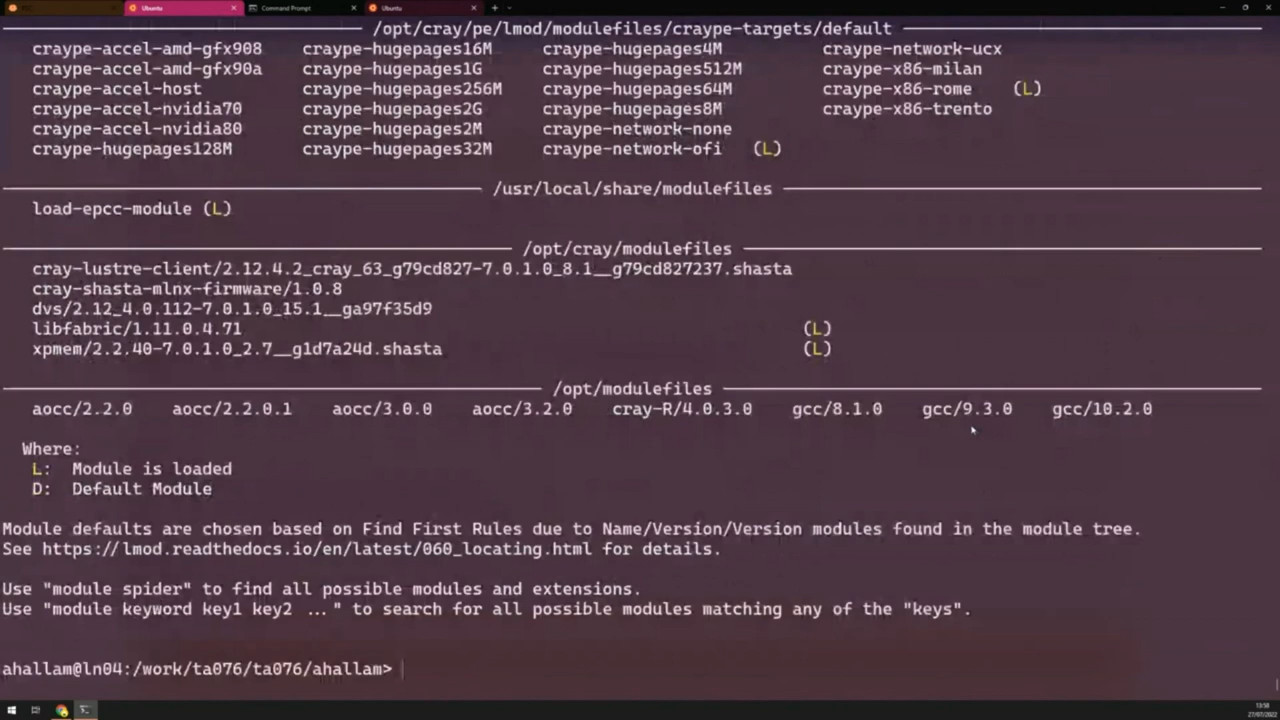 Ubuntu Command Prompt Ubuntu
/opt/cray/pe/lmod/modulefiles/craype-targets/default
craype-accel-amd-gfx908 craype-hugepages16M craype-hugepages4M craype-network-ucx
craype-accel-amd-gfx90a craype-hugepages1G craype-hugepages512M craype-x86-milan
craype-accel-host craype-hugepages256M craype-hugepages64M craype-x86-rome (L)
craype-accel-nvidia70 craype-hugepages2G craype-hugepages8M craype-x86-trento
craype-accel-nvidia80 craype-hugepages2M craype-network-none
craype-hugepages128M craype-hugepages32M craype-network-ofi (L)
/usr/local/share/modulefiles
load-epcc-module (L)
/opt/cray/modulefiles
cray-lustre-client/2.12.4.2_cray_63_g79cd827-7.0.1.0_8.1__g79cd827237.shasta
cray-shasta-mlnx-firmware/1.0.8
dvs/2.12_4.0.112-7.0.1.0_15.1__ga97f35d9
libfabric/1.11.0.4.71 (L)
xpmem/2.2.40-7.0.1.0_2.7__g1d7a24d.shasta (L)
/opt/modulefiles
aocc/2.2.0 aocc/2.2.0.1 aocc/3.0.0 aocc/3.2.0 cray-R/4.0.3.0 gcc/8.1.0 gcc/9.3.0 gcc/10.2.0
Where:
L: Module is loaded
D: Default Module
Module defaults are chosen based on Find First Rules due to Name/Version/Version modules found in the module tree.
See https://lmod.readthedocs.io/en/latest/060_locating.html for details.
Use "module spider" to find all possible modules and extensions.
Use "module keyword key1 key2 ..." to search for all possible modules matching any of the "keys".
ahallam@ln04:/work/ta076/ta076/ahallam>
13:58
27/07/2022